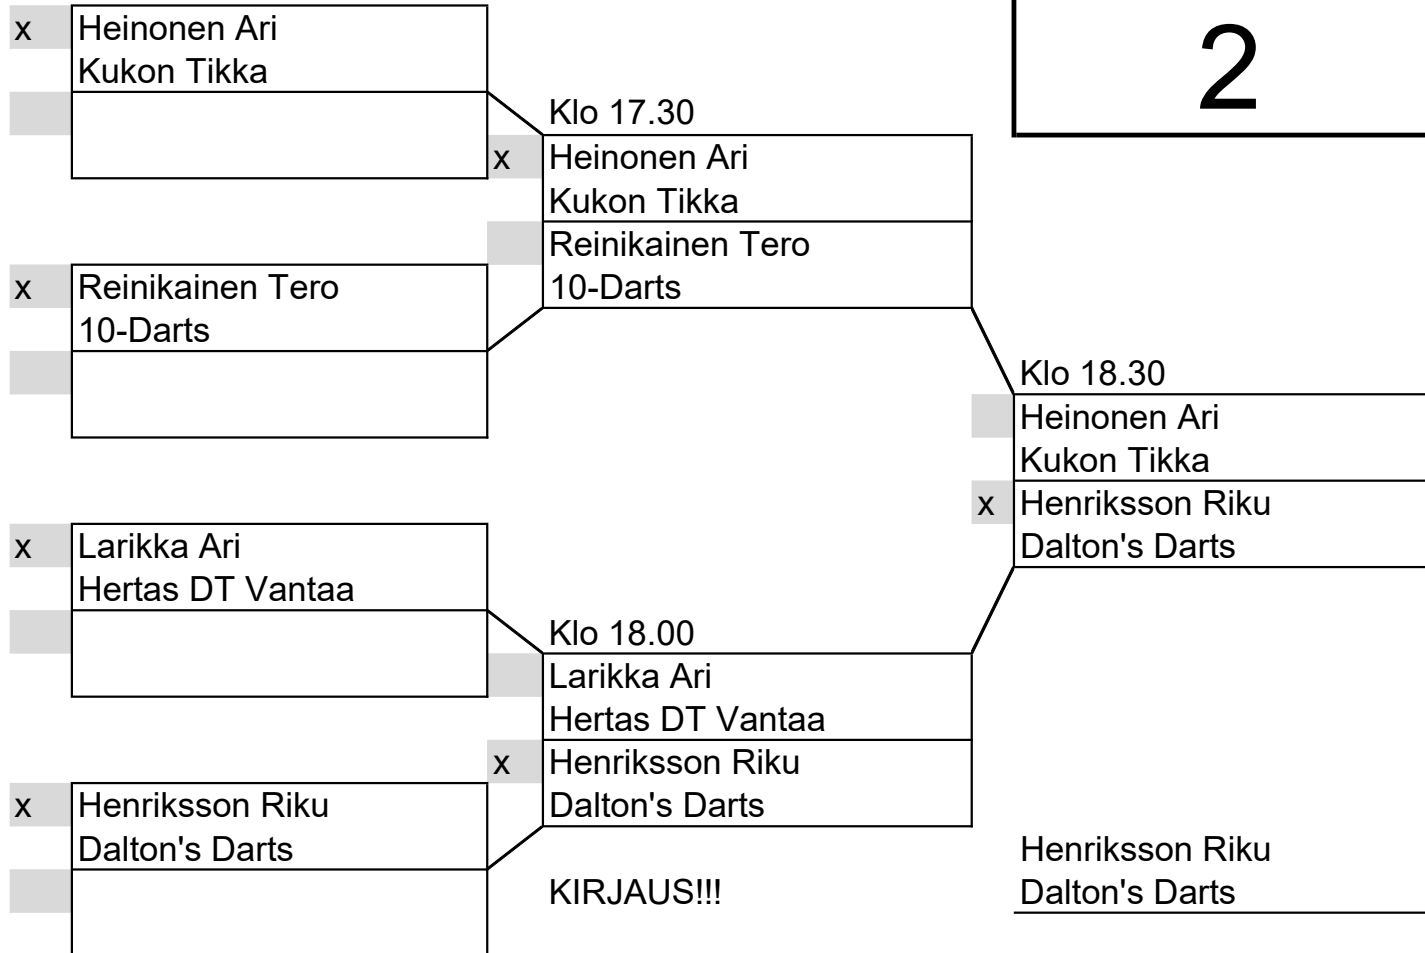 x
Heinonen Ari
Kukon Tikka
2
Klo 17.30
x
Heinonen Ari
Kukon Tikka
Reinikainen Tero
10-Darts
x
Reinikainen Tero
10-Darts
Klo 18.30
Heinonen Ari
Kukon Tikka
x
Henriksson Riku
Dalton's Darts
x
Larikka Ari
Hertas DT Vantaa
Klo 18.00
Larikka Ari
Hertas DT Vantaa
x
Henriksson Riku
Dalton's Darts
x
Henriksson Riku
Dalton's Darts
KIRJAUS!!!
Henriksson Riku
Dalton's Darts